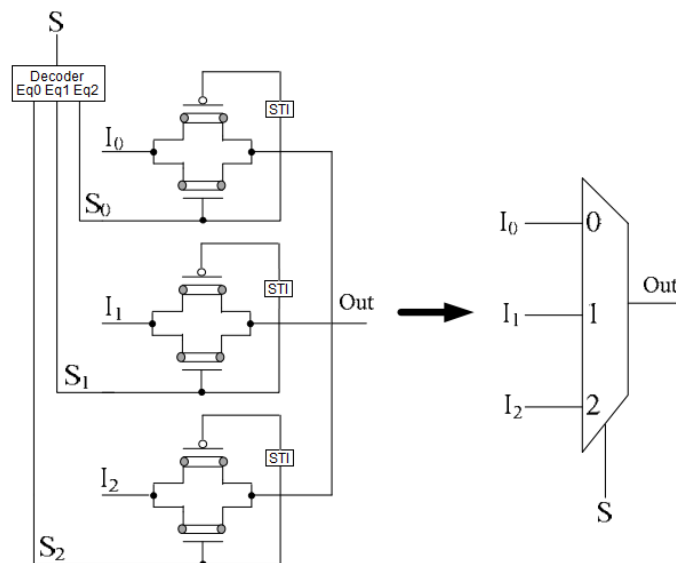 S
Decoder
Eq0 Eq1 Eq2
STI
I0
S0
STI
I1
Out
S1
STI
I2
S2
I0
0
I1
1
Out
I2
2
S